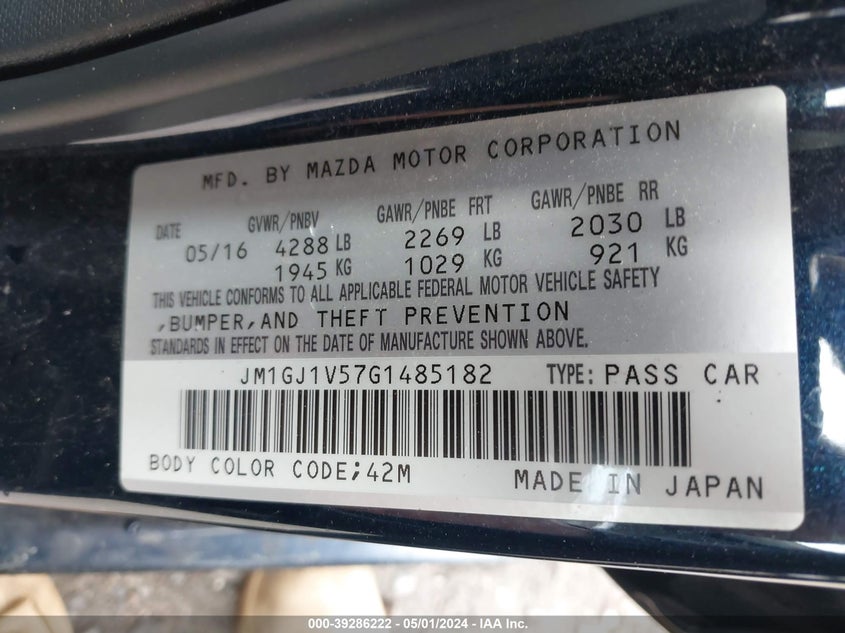 MFD. BY MAZDA MOTOR CORPORATION
DATE GVWR/PNBV GAWR/PNBE FRT GAWR/PNBE RR
05/16 4288 LB 2269 LB 2030 LB
1945 KG 1029 KG 921 KG
THIS VEHICLE CONFORMS TO ALL APPLICABLE FEDERAL MOTOR VEHICLE SAFETY
,BUMPER,AND THEFT PREVENTION
STANDARDS IN EFFECT ON THE DATE OF MANUFACTURE SHOWN ABOVE.
JM1GJ1V57G1485182 TYPE: PASS CAR
BODY COLOR CODE;42M MADE IN JAPAN
000-39286222 - 05/01/2024 - IAA Inc.